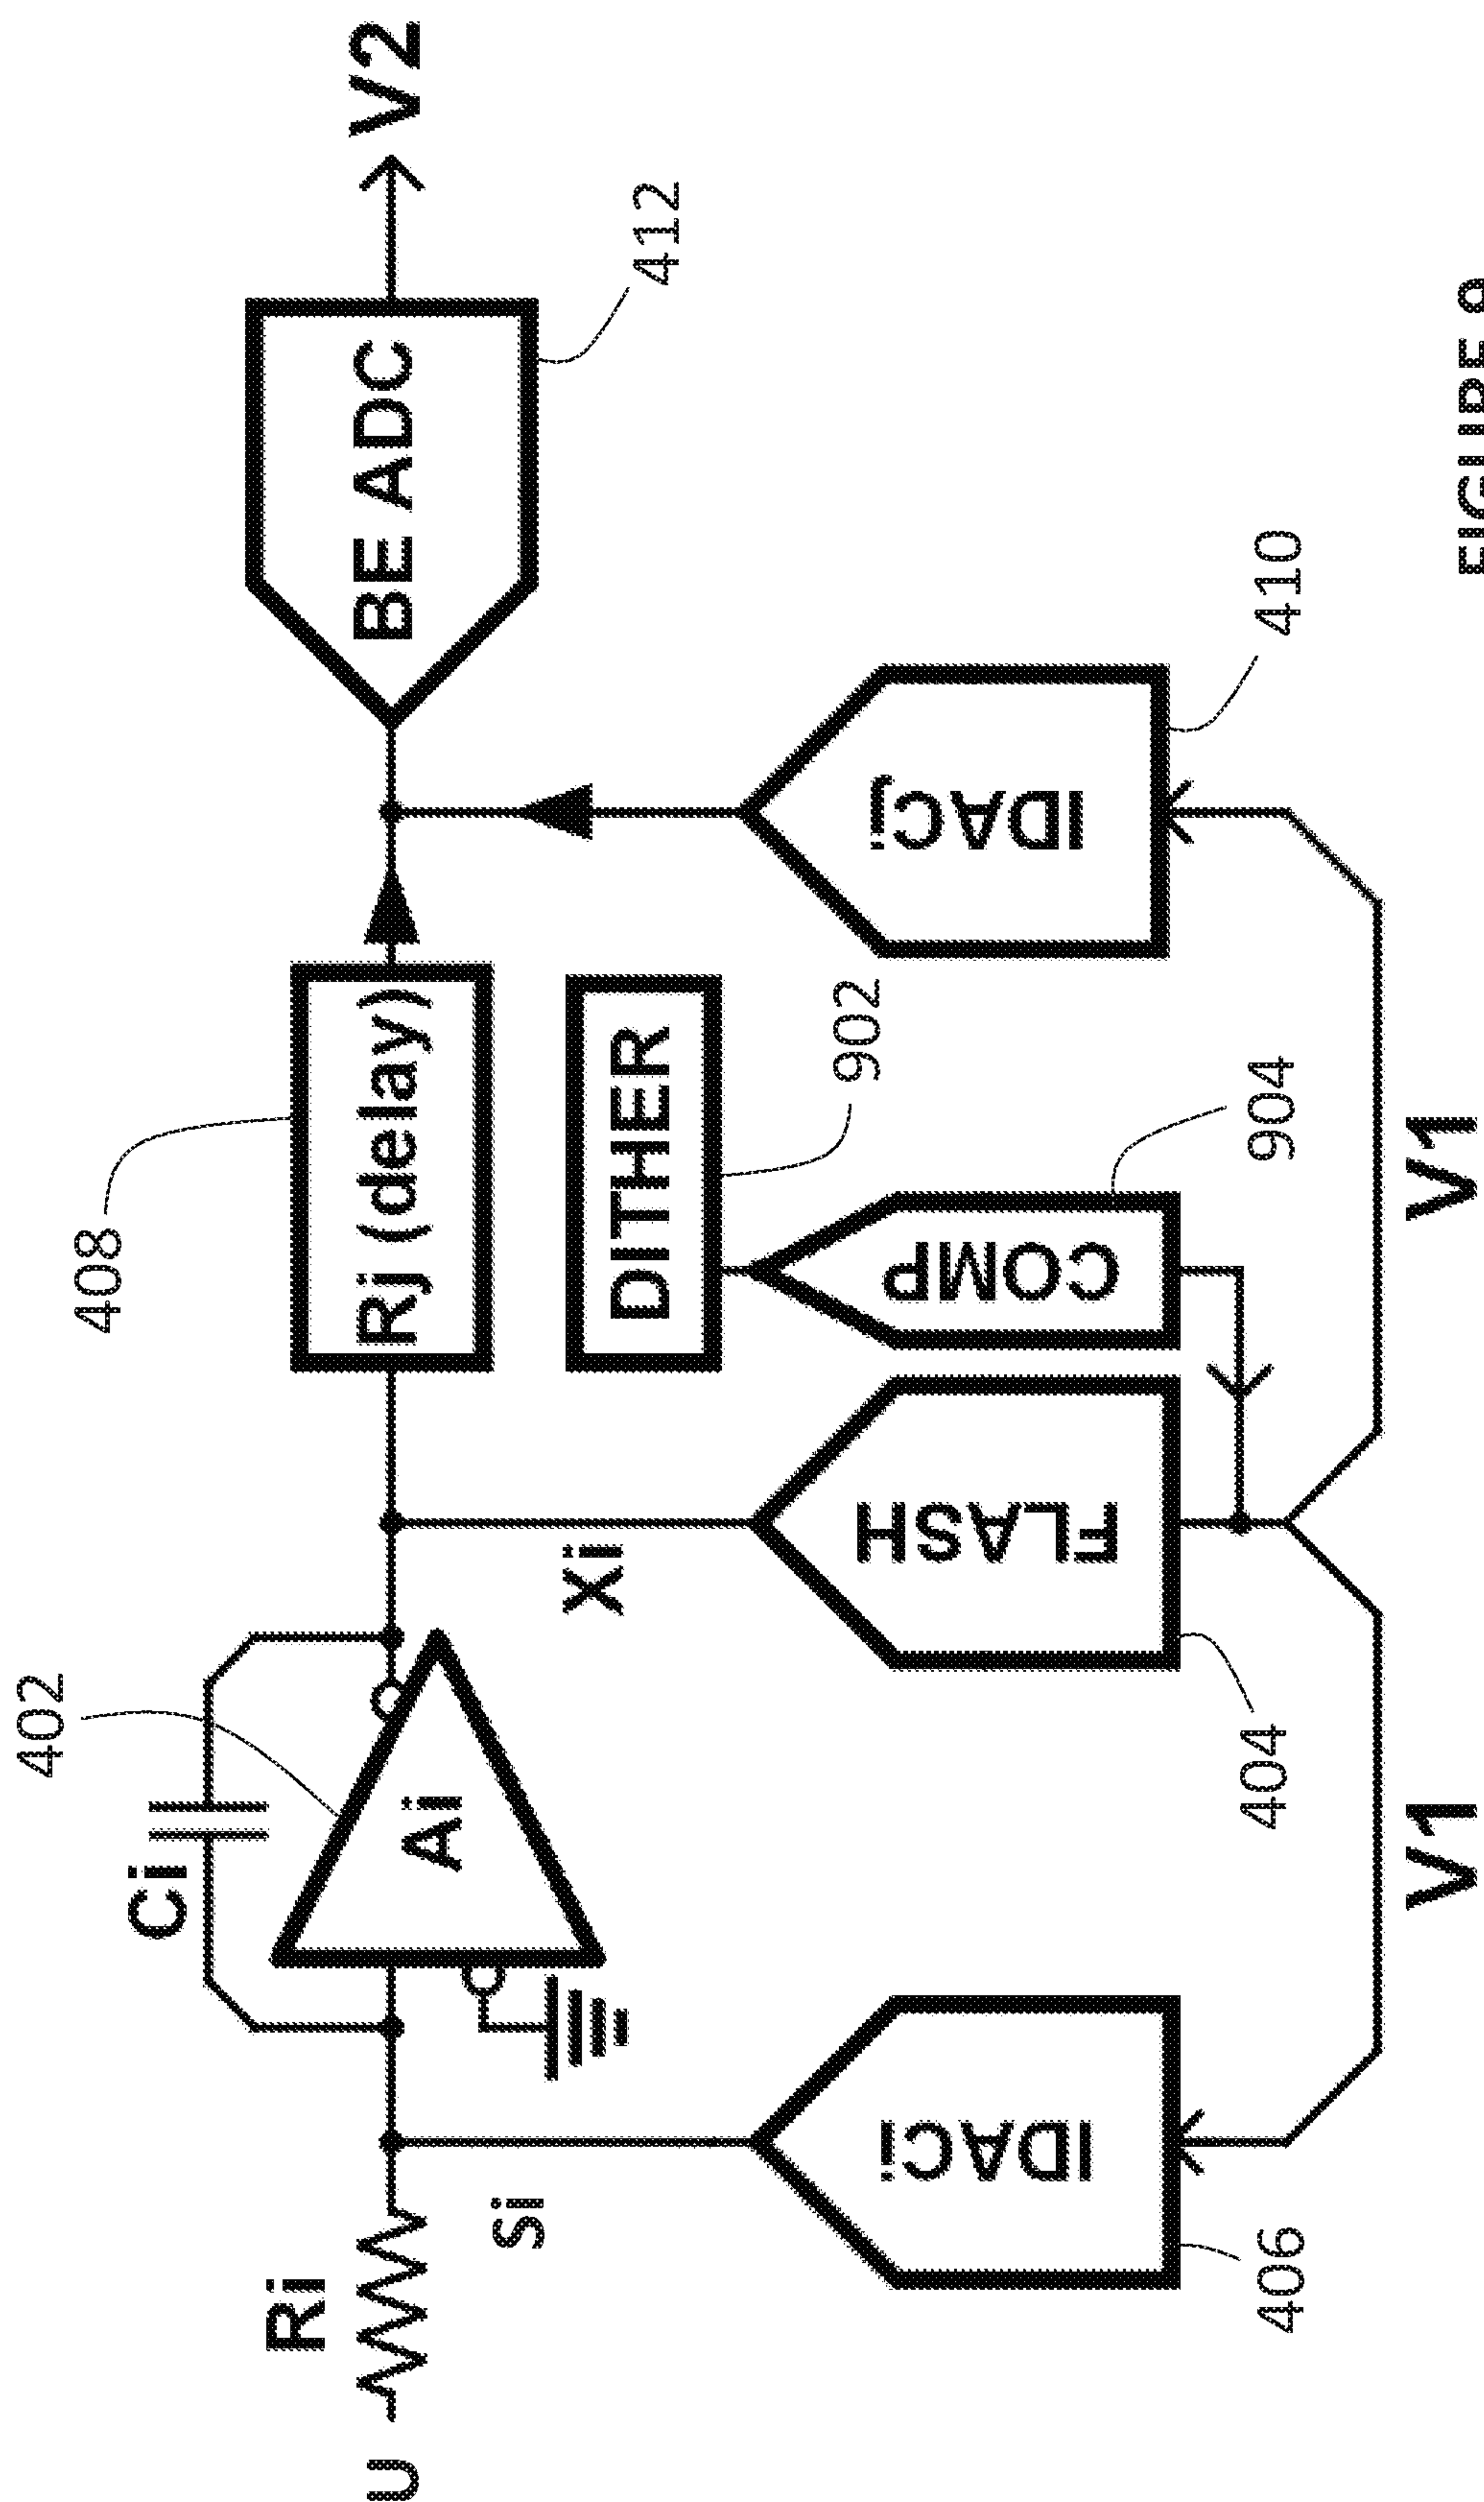 402
408
Ci
Ri
U
Ai
Rj (delay)
BE ADC
V2
412
Si
Xi
DITHER
902
IDACi
FLASH
COMP
IDACj
406
404
904
410
V1
V1